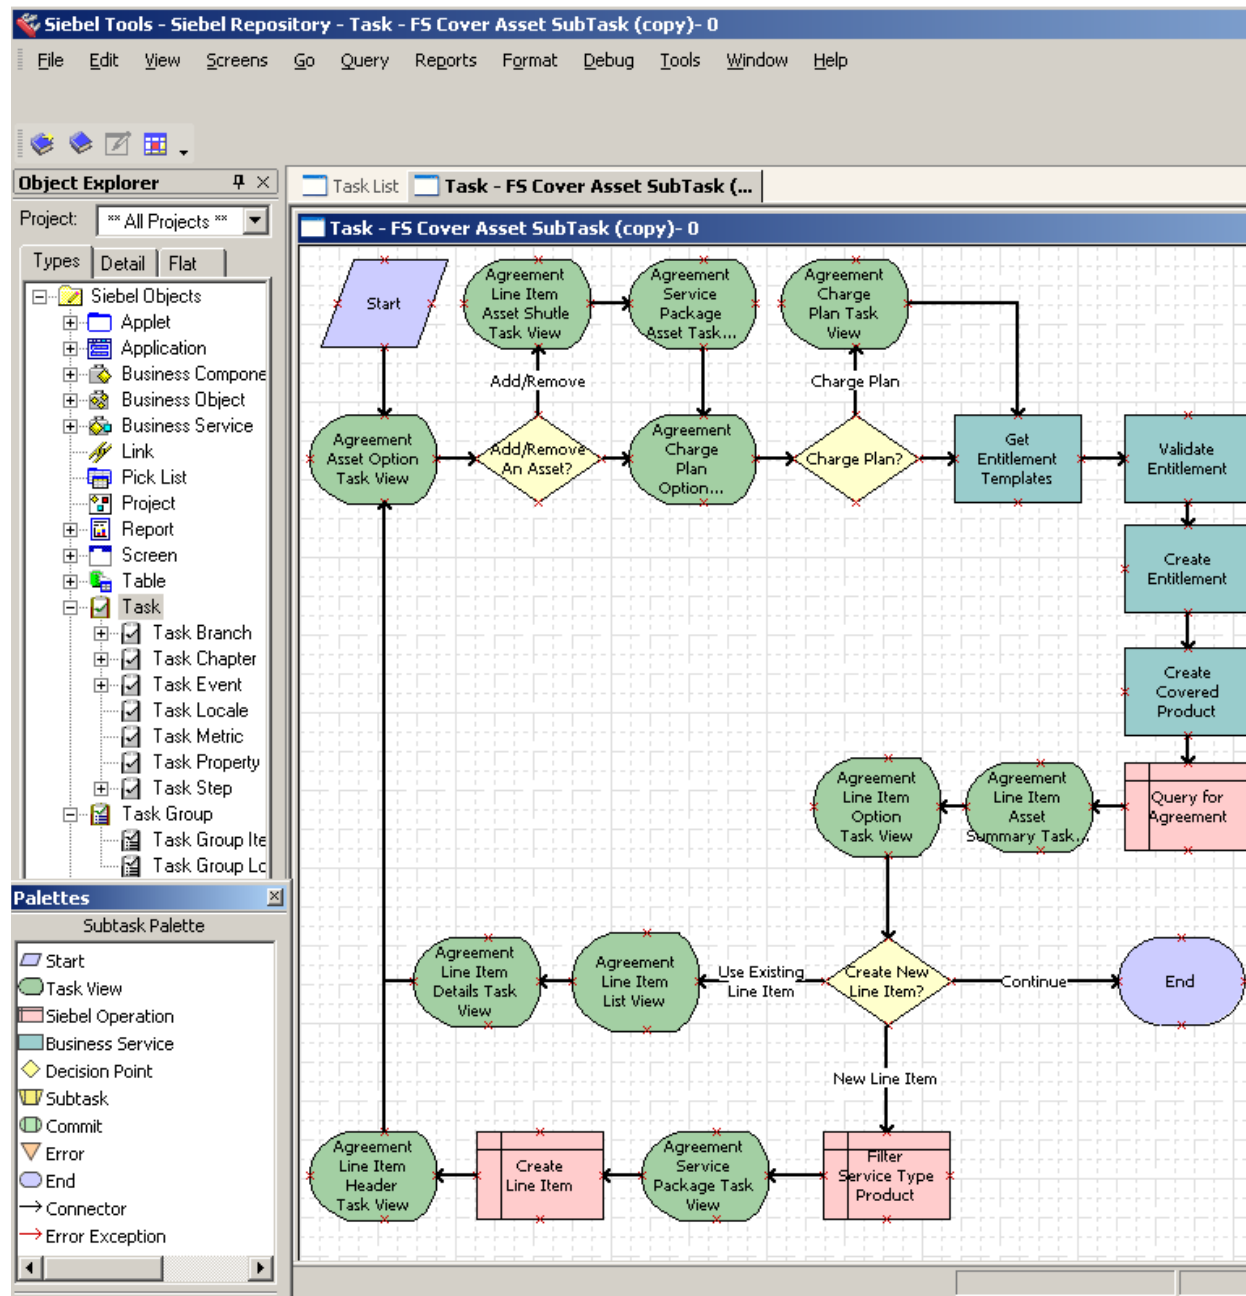 Siebel Tools - Siebel Repository - Task - FS Cover Asset SubTask (copy)- 0
File Edit View Screens Go Query Reports Format Debug Tools Window Help
Object Explorer
Project: ** All Projects **
Types Detail Flat
Siebel Objects
Applet
Application
Business Compone
Business Object
Business Service
Link
Pick List
Project
Report
Screen
Table
Task
Task Branch
Task Chapter
Task Event
Task Locale
Task Metric
Task Property
Task Step
Task Group
Task Group Ite
Task Group Lo
Palettes
Subtask Palette
Start
Task View
Siebel Operation
Business Service
Decision Point
Subtask
Commit
Error
End
Connector
Error Exception
Task List
Task - FS Cover Asset SubTask (...
Task - FS Cover Asset SubTask (copy)- 0
Start
Agreement
Line Item
Asset Shutle
Task View
Agreement
Service
Package
Asset Task...
Agreement
Charge
Plan Task
View
Add/Remove
Charge Plan
Agreement
Asset Option
Task View
Add/Remove
An Asset?
Agreement
Charge
Plan
Option...
Charge Plan?
Get
Entitlement
Templates
Validate
Entitlement
Create
Entitlement
Create
Covered
Product
Agreement
Line Item
Option
Task View
Agreement
Line Item
Asset
Summary Task...
Query for
Agreement
Agreement
Line Item
Details Task
View
Agreement
Line Item
List View
Use Existing
Line Item
Create New
Line Item?
Continue
End
New Line Item
Agreement
Line Item
Header
Task View
Create
Line Item
Agreement
Service
Package Task
View
Filter
Service Type
Product